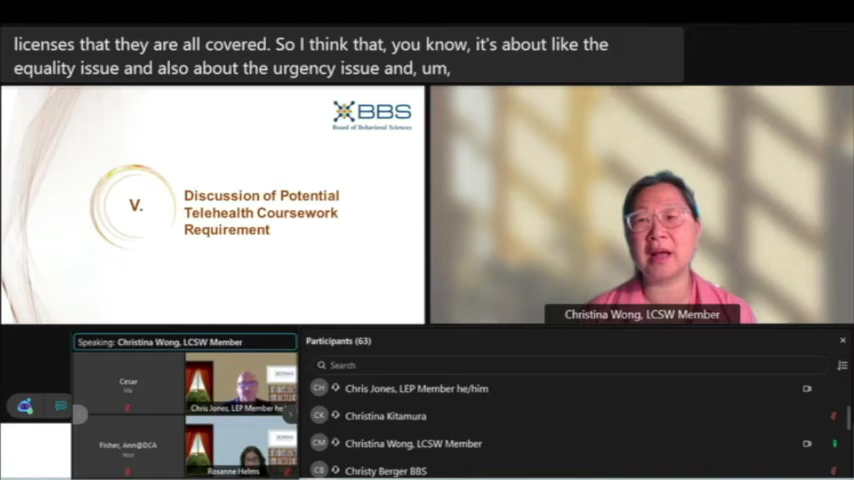 licenses that they are all covered. So I think that, you know, it's about like the
equality issue and also about the urgency issue and, um,
BBS
Board of Behavioral Sciences
V.
Discussion of Potential
Telehealth Coursework
Requirement
Christina Wong, LCSW Member
Speaking: Christina Wong, LCSW Member
Cesar
Chris Jones, LEP Member he/
Fisher, Ann@DCA
Host
Rosanne Helms
Participants (63)
Search
CH Chris Jones, LEP Member he/him
CK Christina Kitamura
CM Christina Wong, LCSW Member
CB Christy Berger BBS